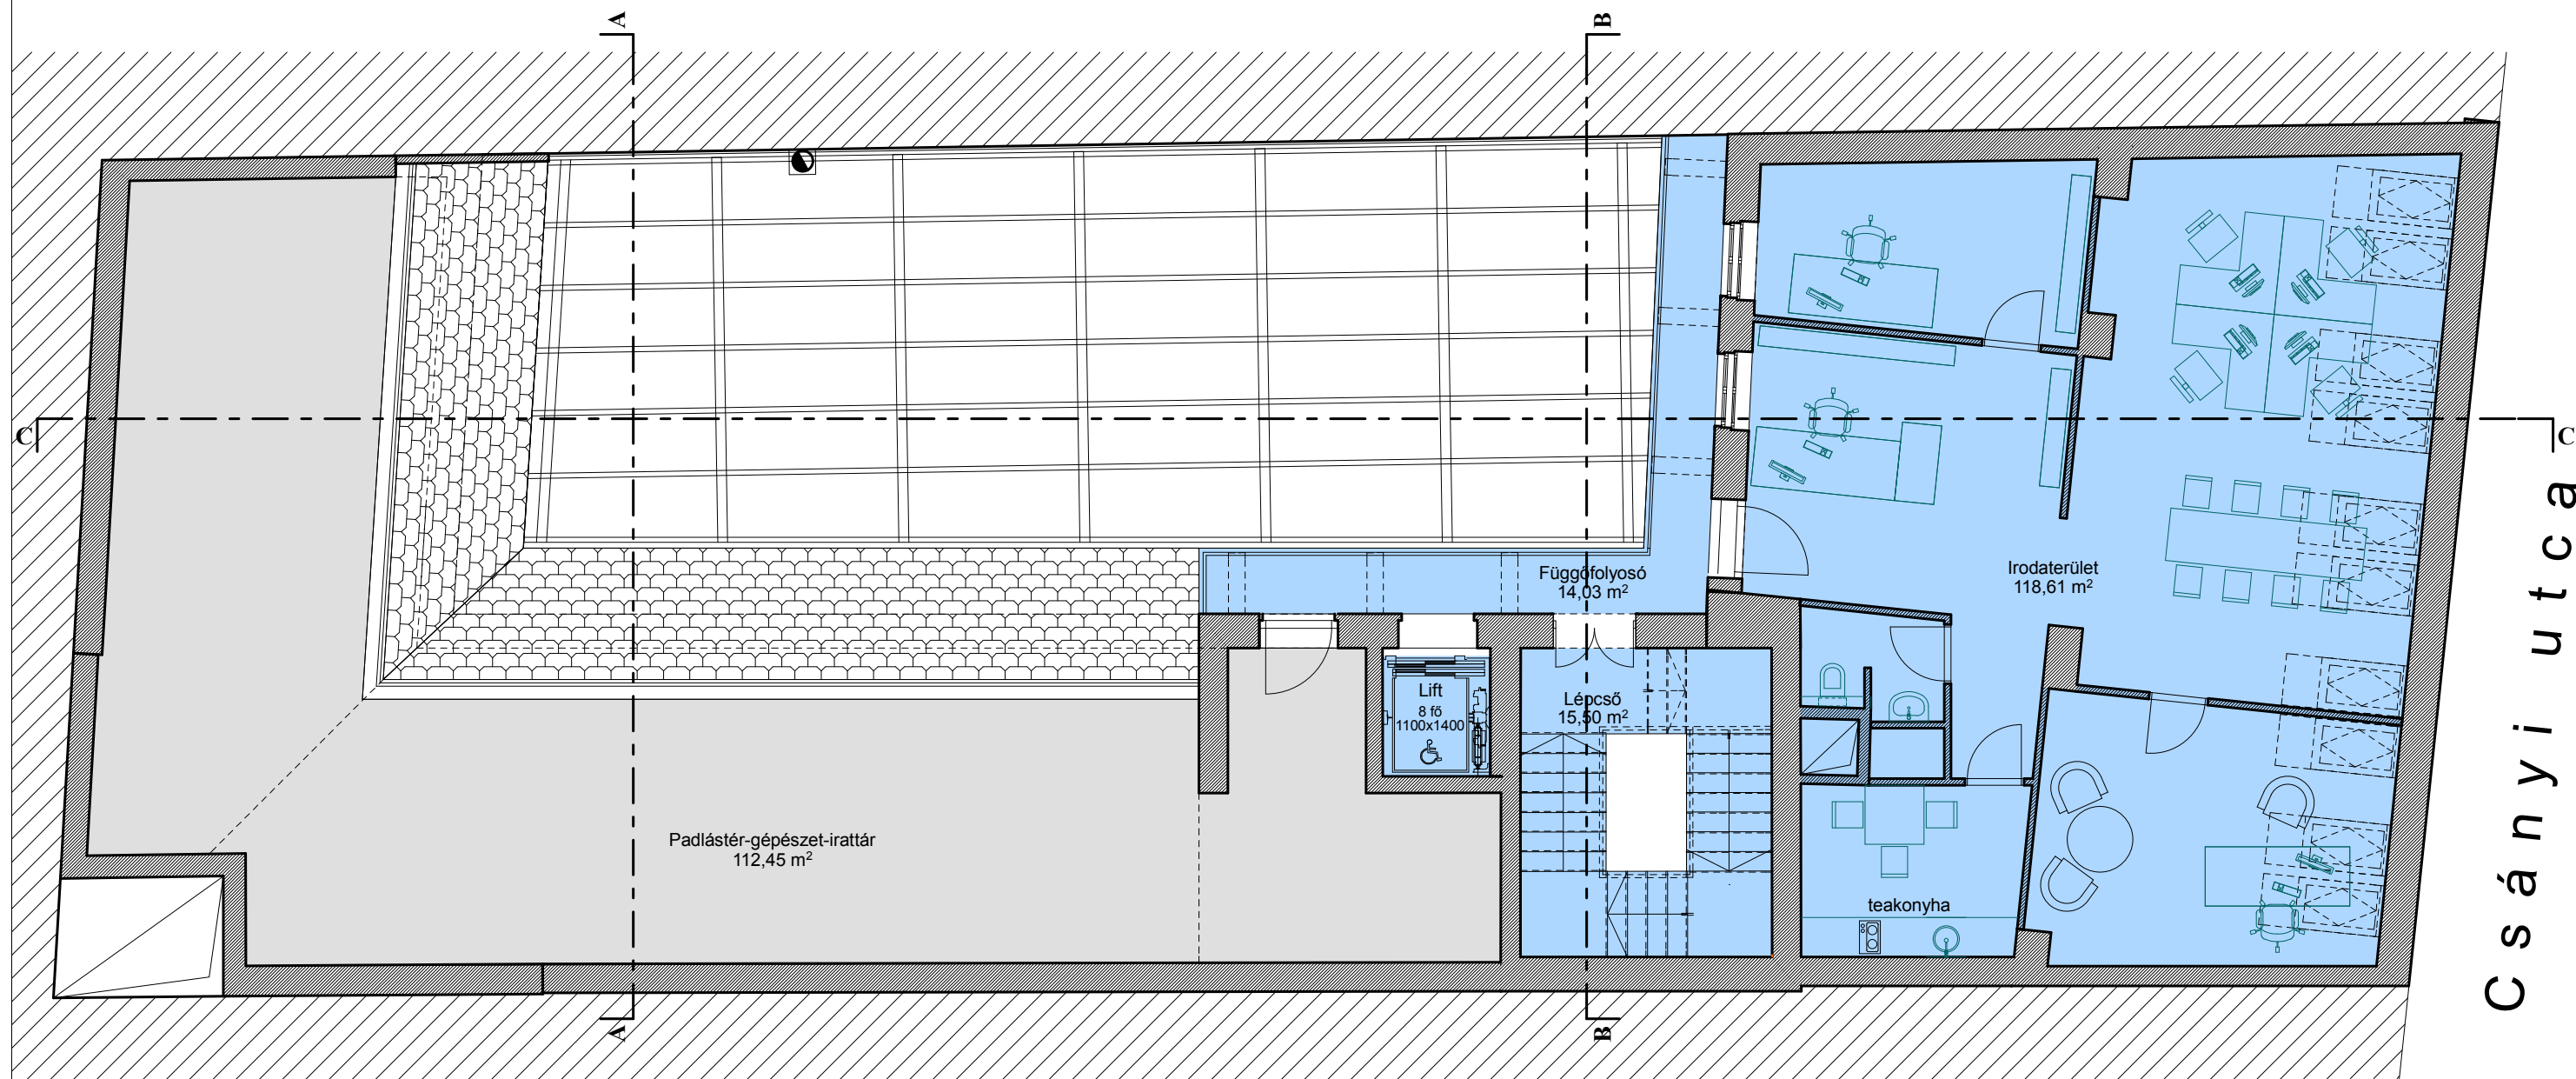 A
B
C
C
Függőfolyosó
14,03 m²
Irodaterület
118,61 m²
Lift
8 fő
1100x1400
Lépcső
15,50 m²
Padlástér-gépészet-irattár
112,45 m²
teakonyha
Csányi utca
A
B